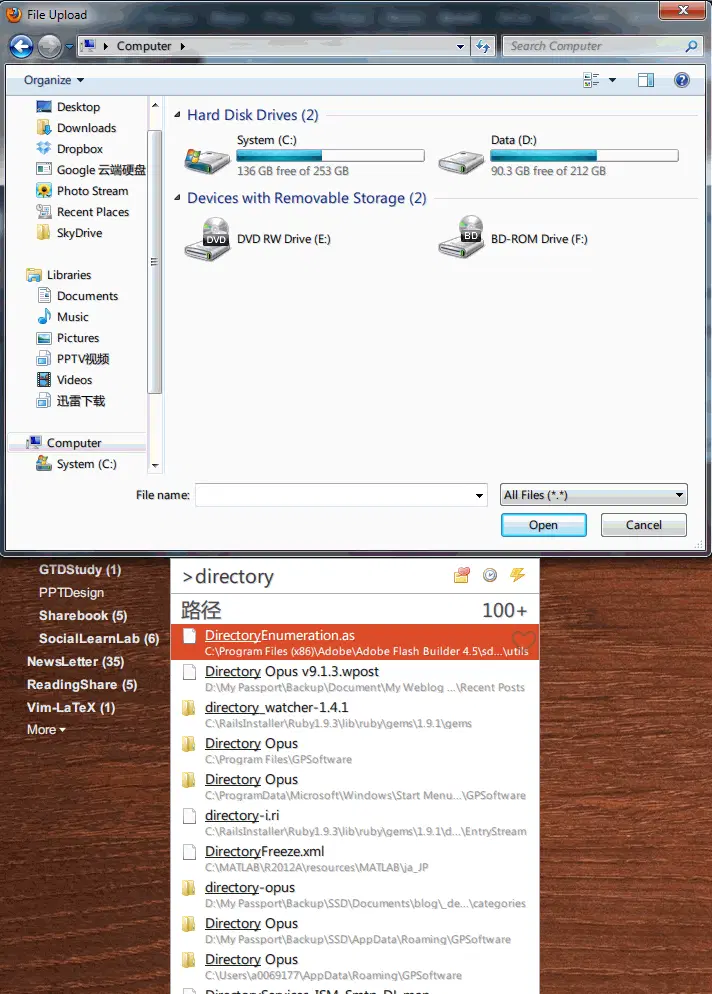 File Upload
Computer
Search Computer
Organize
Desktop
Downloads
Dropbox
Google 云端硬盘
Photo Stream
Recent Places
SkyDrive
Libraries
Documents
Music
Pictures
PPTV视频
Videos
迅雷下载
Computer
System (C:)
Hard Disk Drives (2)
System (C:)
136 GB free of 253 GB
Data (D:)
90.3 GB free of 212 GB
Devices with Removable Storage (2)
DVD
DVD RW Drive (E:)
BD
BD-ROM Drive (F:)
File name:
All Files (*.*)
Open
Cancel
GTDStudy (1)
PPTDesign
Sharebook (5)
SocialLearnLab (6)
NewsLetter (35)
ReadingShare (5)
Vim-LaTeX (1)
More
>directory
路径
100+
DirectoryEnumeration.as
C:\Program Files (x86)\Adobe\Adobe Flash Builder 4.5\sd...\utils
Directory Opus v9.1.3.wpost
D:\My Passport\Backup\Document\My Weblog ...\Recent Posts
directory_watcher-1.4.1
C:\RailsInstaller\Ruby1.9.3\lib\ruby\gems\1.9.1\gems
Directory Opus
C:\Program Files\GPSoftware
Directory Opus
C:\ProgramData\Microsoft\Windows\Start Menu...\GPSoftware
directory-i.ri
C:\RailsInstaller\Ruby1.9.3\lib\ruby\gems\1.9.1\d...\EntryStream
DirectoryFreeze.xml
C:\MATLAB\R2012A\resources\MATLAB\ja_JP
directory-opus
D:\My Passport\Backup\SSD\Documents\blog\_de...\categories
Directory Opus
D:\My Passport\Backup\SSD\AppData\Roaming\GPSoftware
Directory Opus
C:\Users\a0069177\AppData\Roaming\GPSoftware